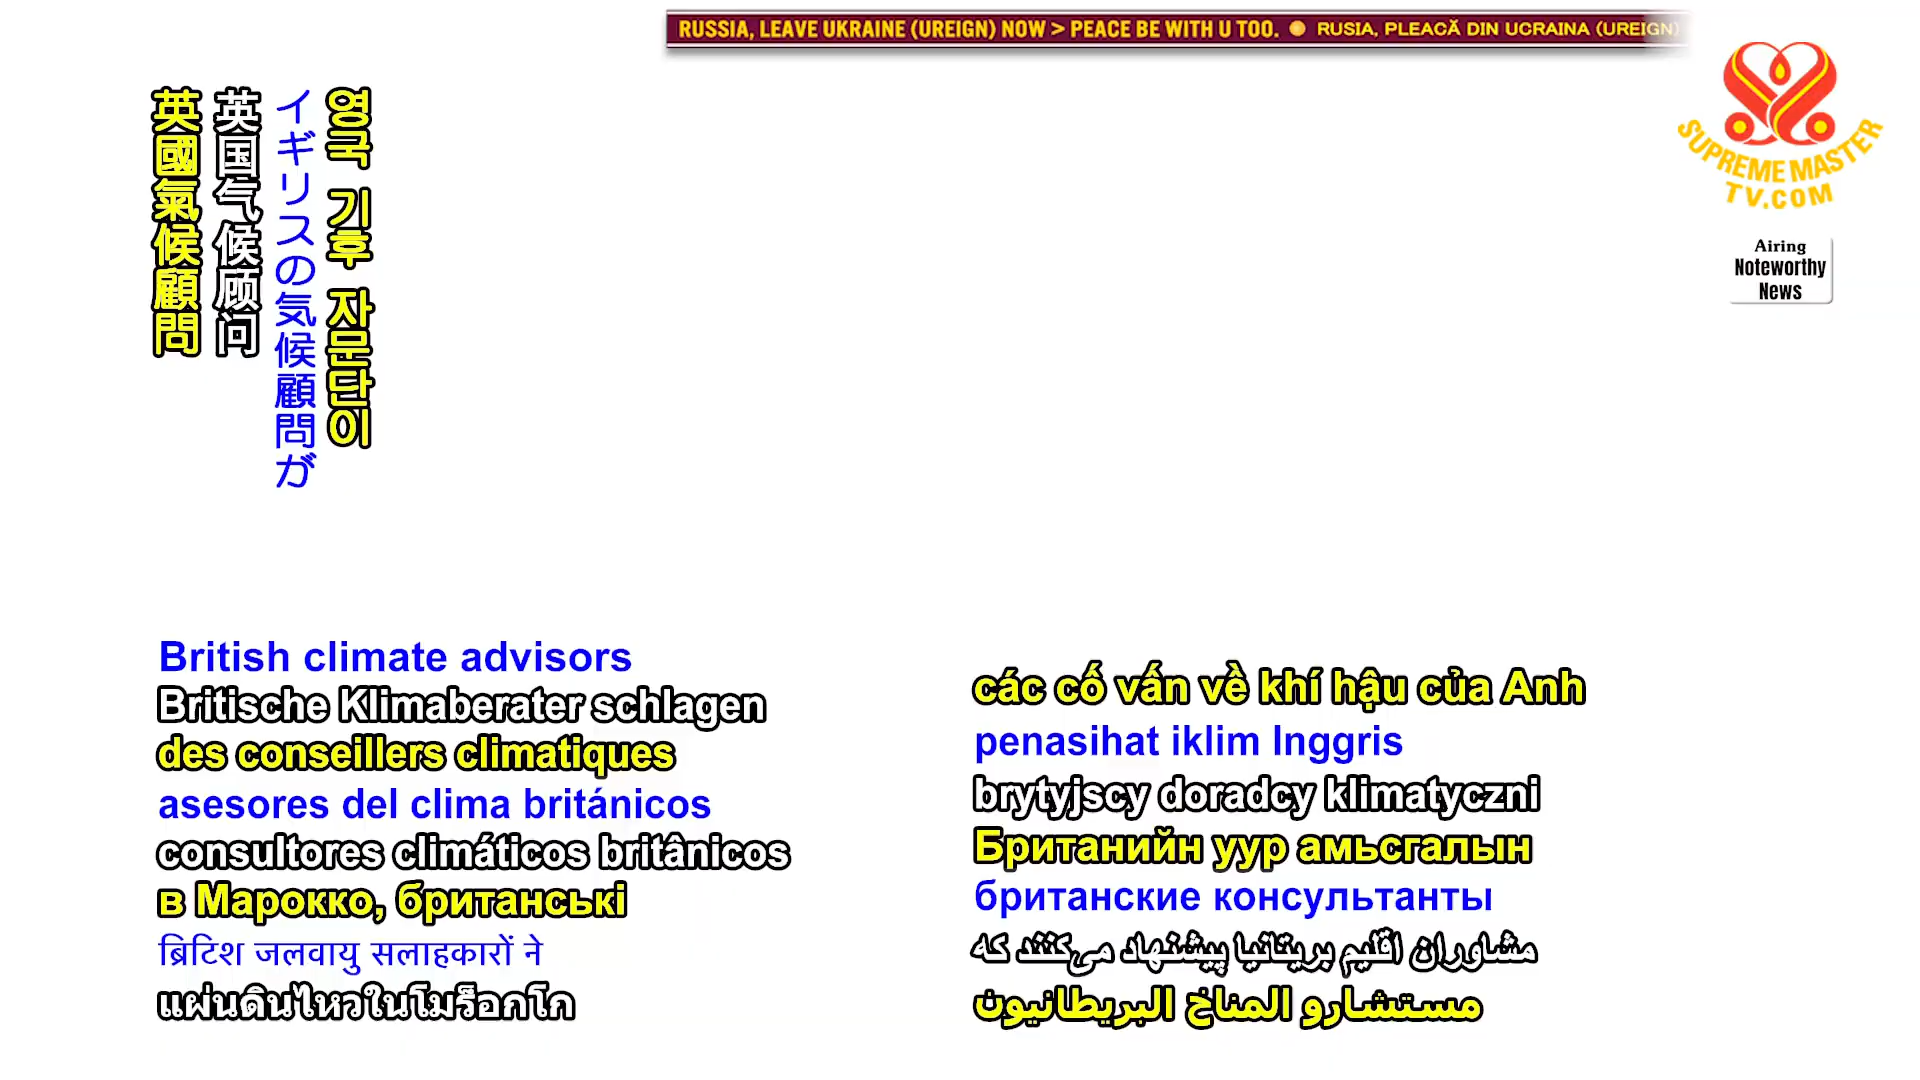 RUSSIA, LEAVE UKRAINE (UREIGN) NOW > PEACE BE WITH U TOO. RUSIA, PLEACĂ DIN UCRAINA (UREIGN)
SUPREME MASTER
TV.COM
Airing
Noteworthy
News
英國氣候顧問
英国气候顾问
イギリスの気候顧問が
영국 기후 자문단이
British climate advisors
Britische Klimaberater schlagen
des conseillers climatiques
asesores del clima británicos
consultores climáticos britânicos
в Марокко, британські
ब्रिटिश जलवायु सलाहकारों ने
แผ่นดินไหวในโมร็อกโก
các cố vấn về khí hậu của Anh
penasihat iklim Inggris
brytyjscy doradcy klimatyczni
Британийн уур амьсгалын
британские консультанты
مشاوران اقلیم بریتانیا پیشنهاد می‌کنند که
مستشارو المناخ البريطانيون